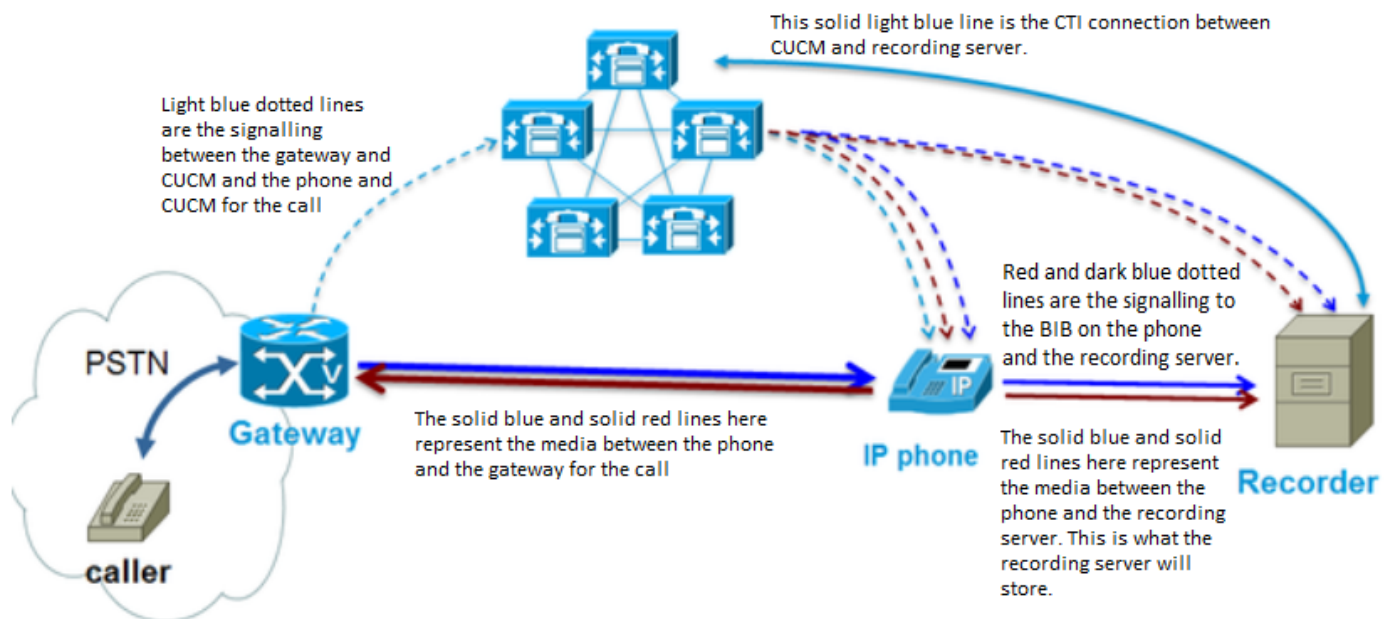 This solid light blue line is the CTI connection between
CUCM and recording server.
Light blue dotted lines
are the signalling
between the gateway and
CUCM and the phone and
CUCM for the call
PSTN
V
Gateway
caller
The solid blue and solid red lines here
represent the media between the phone
and the gateway for the call
IP
IP phone
Red and dark blue dotted
lines are the signalling to
the BIB on the phone
and the recording server.
The solid blue and solid
red lines here represent
the media between the
phone and the recording
server. This is what the
recording server will
store.
Recorder